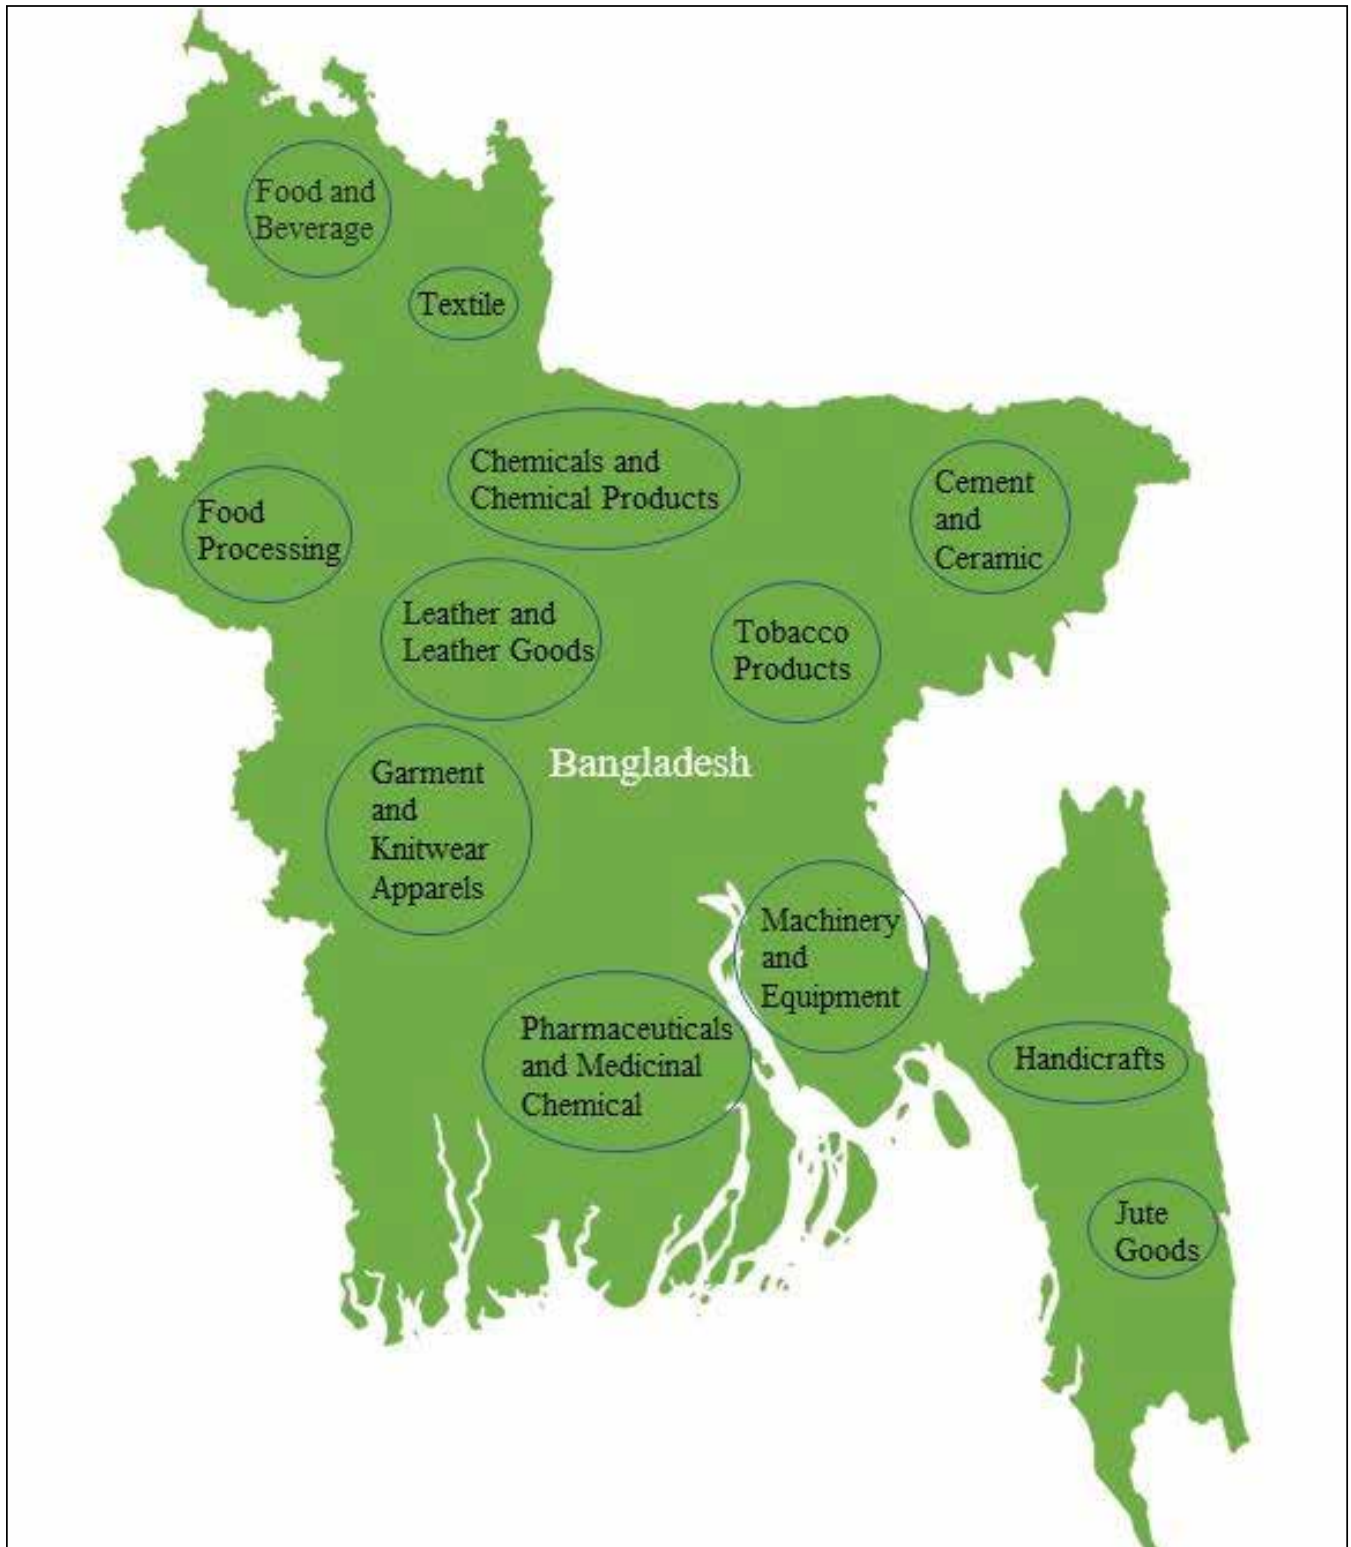 Food and
Beverage
Textile
Chemicals and
Chemical Products
Cement
and
Ceramic
Food
Processing
Leather and
Leather Goods
Tobacco
Products
Bangladesh
Garment
and
Knitwear
Apparels
Machinery
and
Equipment
Pharmaceuticals
and Medicinal
Chemical
Handicrafts
Jute
Goods